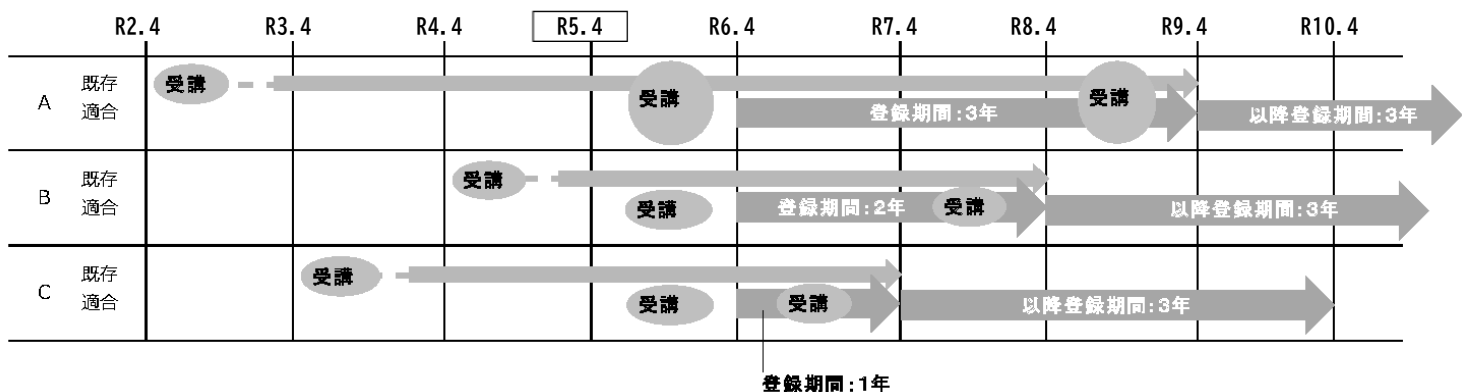 R2.4 R3.4 R4.4 R5.4 R6.4 R7.4 R8.4 R9.4 R10.4
A 既存 受講
適合 受講 登録期間:3年 受講 以降登録期間:3年
B 既存 受講
適合 受講 登録期間:2年 受講 以降登録期間:3年
C 既存 受講
適合 受講 受講 以降登録期間:3年
登録期間:1年